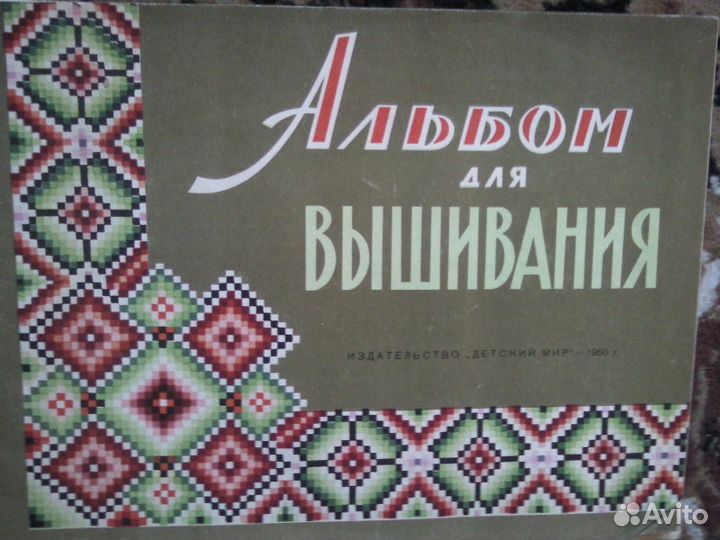 Альбом
для
ВЫШИВАНИЯ
ИЗДАТЕЛЬСТВО „ДЕТСКИЙ МИР" — 1960 г.
Avito